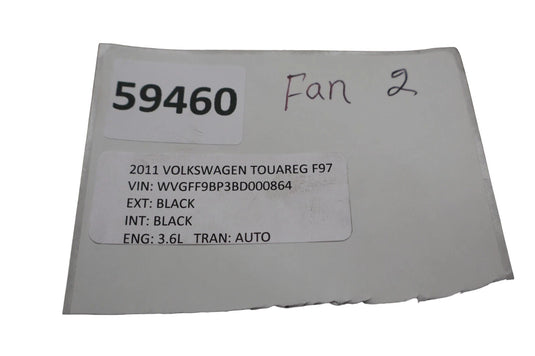 59460 Fan 2
2011 VOLKSWAGEN TOUAREG F97
VIN: WVGFF9BP3BD000864
EXT: BLACK
INT: BLACK
ENG: 3.6L TRAN: AUTO